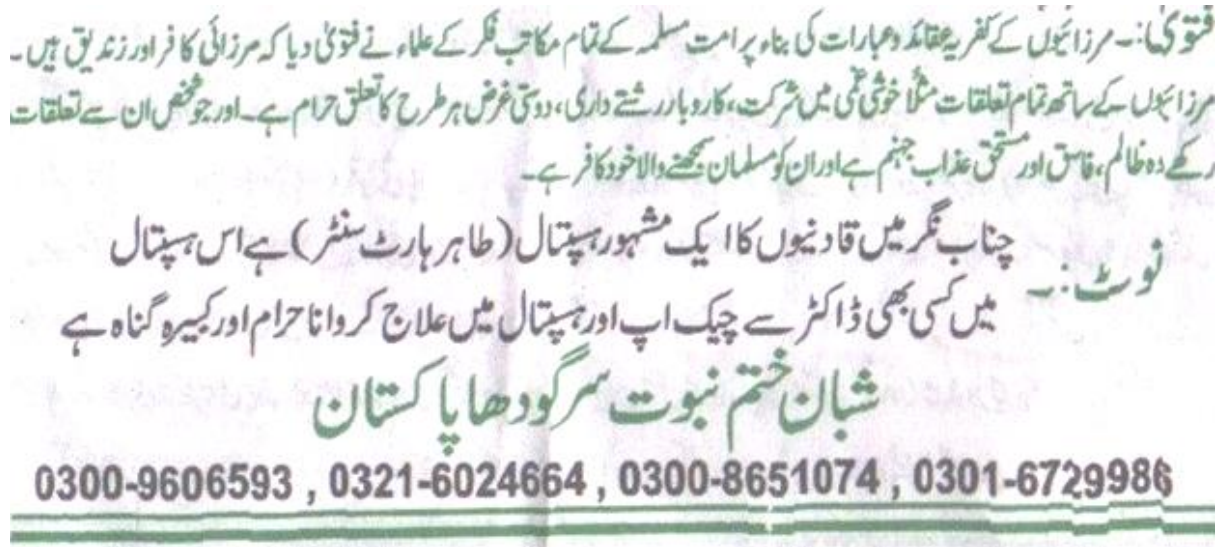 فتویٰ:۔ مرزائیوں کے کفریہ عقائد وعبارات کی بناء پر امت مسلمہ کے تمام مکاتب فکر کے علماء نے فتویٰ دیا کہ مرزائی کافر اور زندیق ہیں۔
مرزائیوں کے ساتھ تمام تعلقات مثلاً خوشی غمی میں شرکت، کاروبار رشتے داری، دوستی غرض ہر طرح کا تعلق حرام ہے۔ اور جو شخص ان سے تعلقات
رکھے وہ ظالم، فاسق اور مستحق عذاب جہنم ہے اور ان کو مسلمان سمجھنے والا خود کافر ہے۔
نوٹ:۔ چناب نگر میں قادنیوں کا ایک مشہور ہسپتال (طاہر ہارٹ سنٹر) ہے اس ہسپتال
میں کسی بھی ڈاکٹر سے چیک اپ اور ہسپتال میں علاج کروانا حرام اور کبیرہ گناہ ہے
شبان ختم نبوت سرگودھا پاکستان
0300-9606593 , 0321-6024664 , 0300-8651074 , 0301-6729986